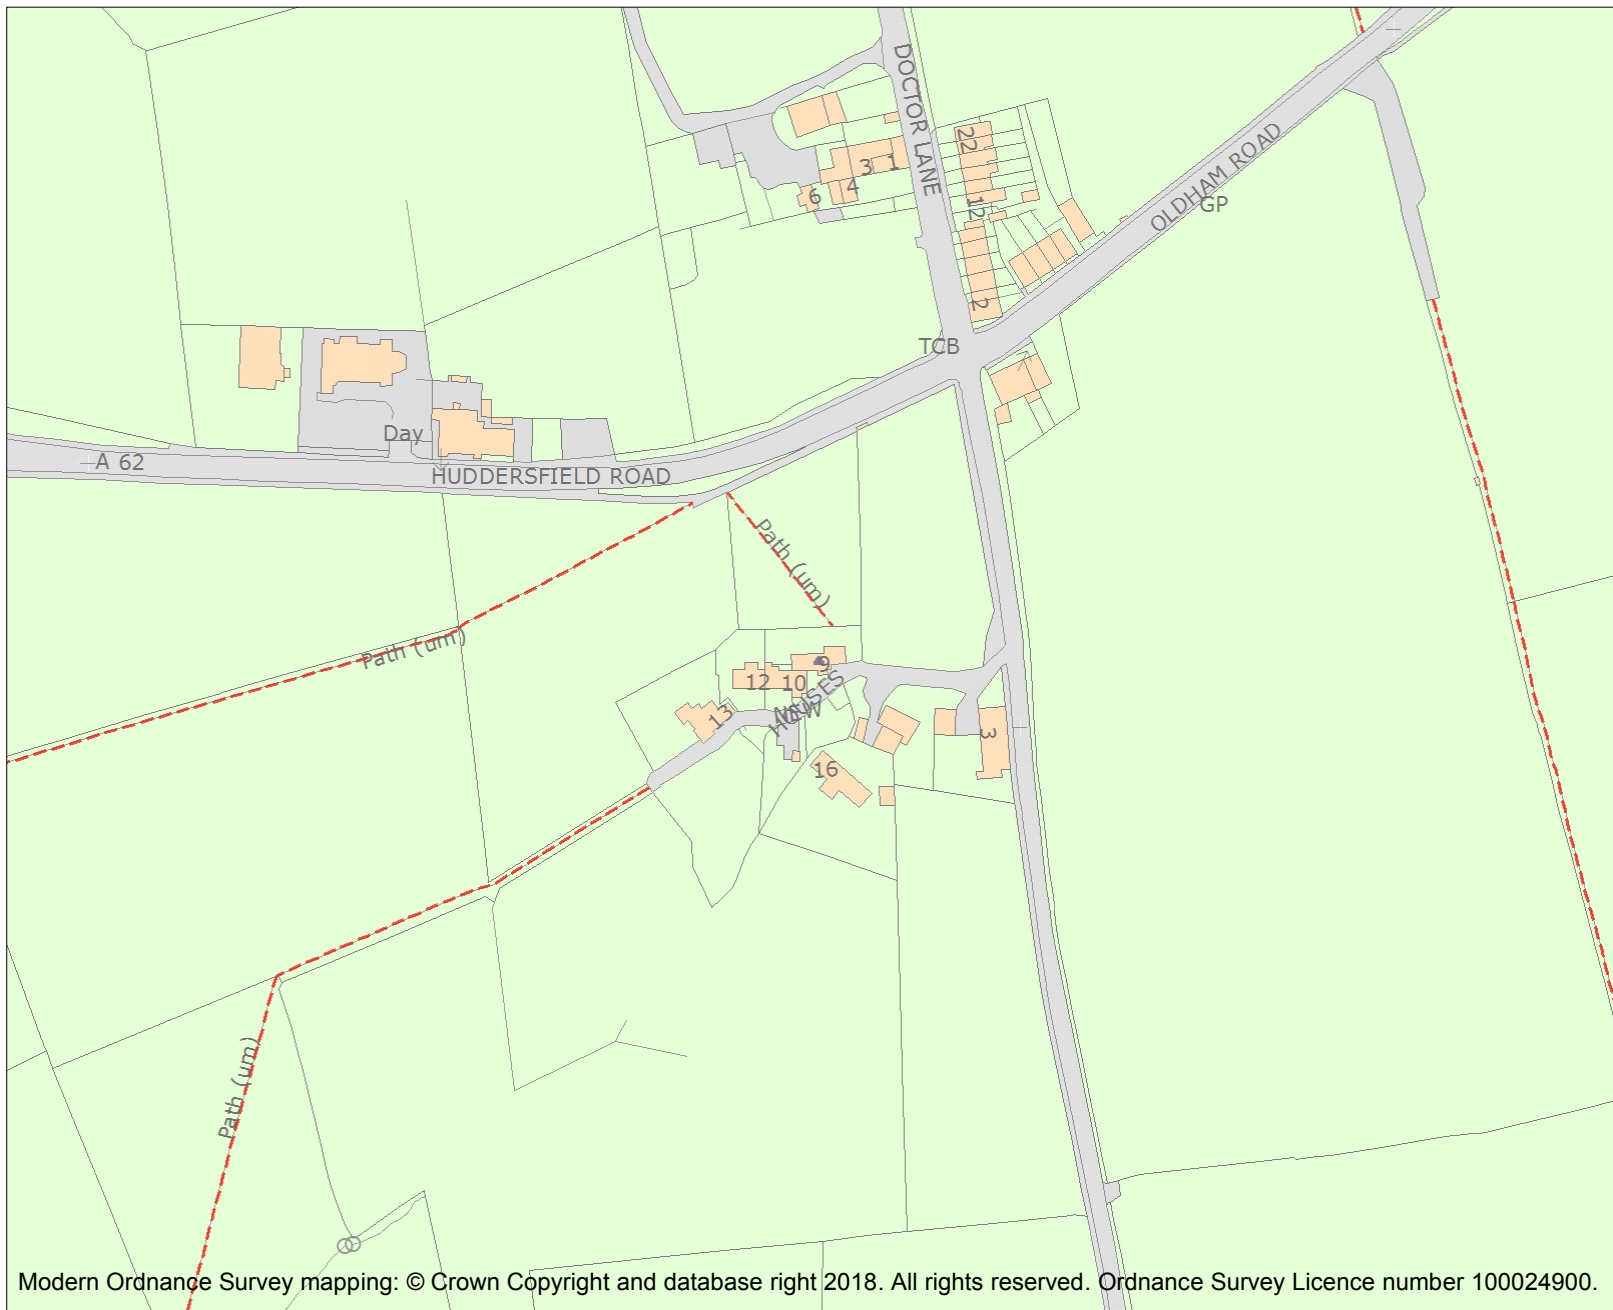 DOCTOR LANE
22
OLDHAM ROAD
3
1
4
6
12
GP
2
TCB
Day
A 62
HUDDERSFIELD ROAD
Path (um)
Path (um)
9
12
10
NEW
HOUSES
13
3
16
Path (um)
Modern Ordnance Survey mapping: © Crown Copyright and database right 2018. All rights reserved. Ordnance Survey Licence number 100024900.